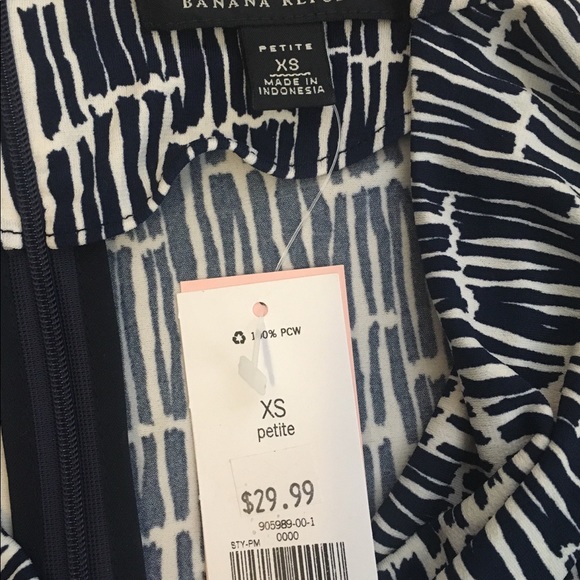 BANANA
PETITE
XS
MADE IN
INDONESIA
100% PCW
XS
petite
$29.99
905989-00-1
STY-PM 0000